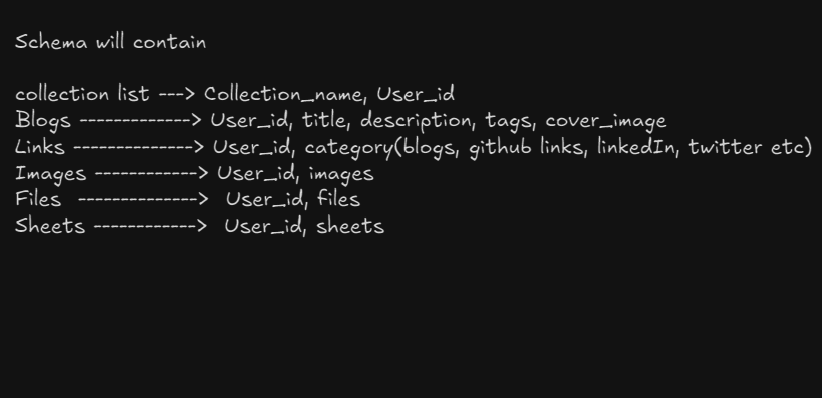 Schema will contain
collection list ---> Collection_name, User_id
Blogs -------------> User_id, title, description, tags, cover_image
Links --------------> User_id, category(blogs, github links, linkedIn, twitter etc)
Images ------------> User_id, images
Files -------------> User_id, files
Sheets ------------> User_id, sheets